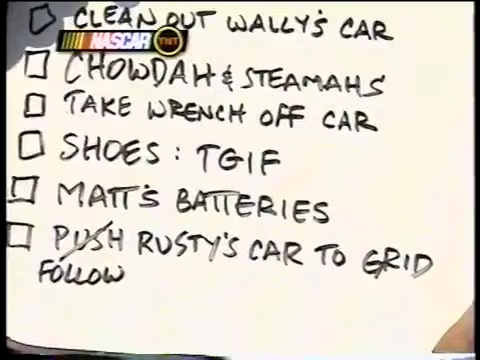 CLEAN OUT WALLY'S CAR
NASCAR TNT
CHOWDAH & STEAMAHS
TAKE WRENCH OFF CAR
SHOES : TGIF
MATT'S BATTERIES
PUSH RUSTY'S CAR TO GRID
FOLLOW